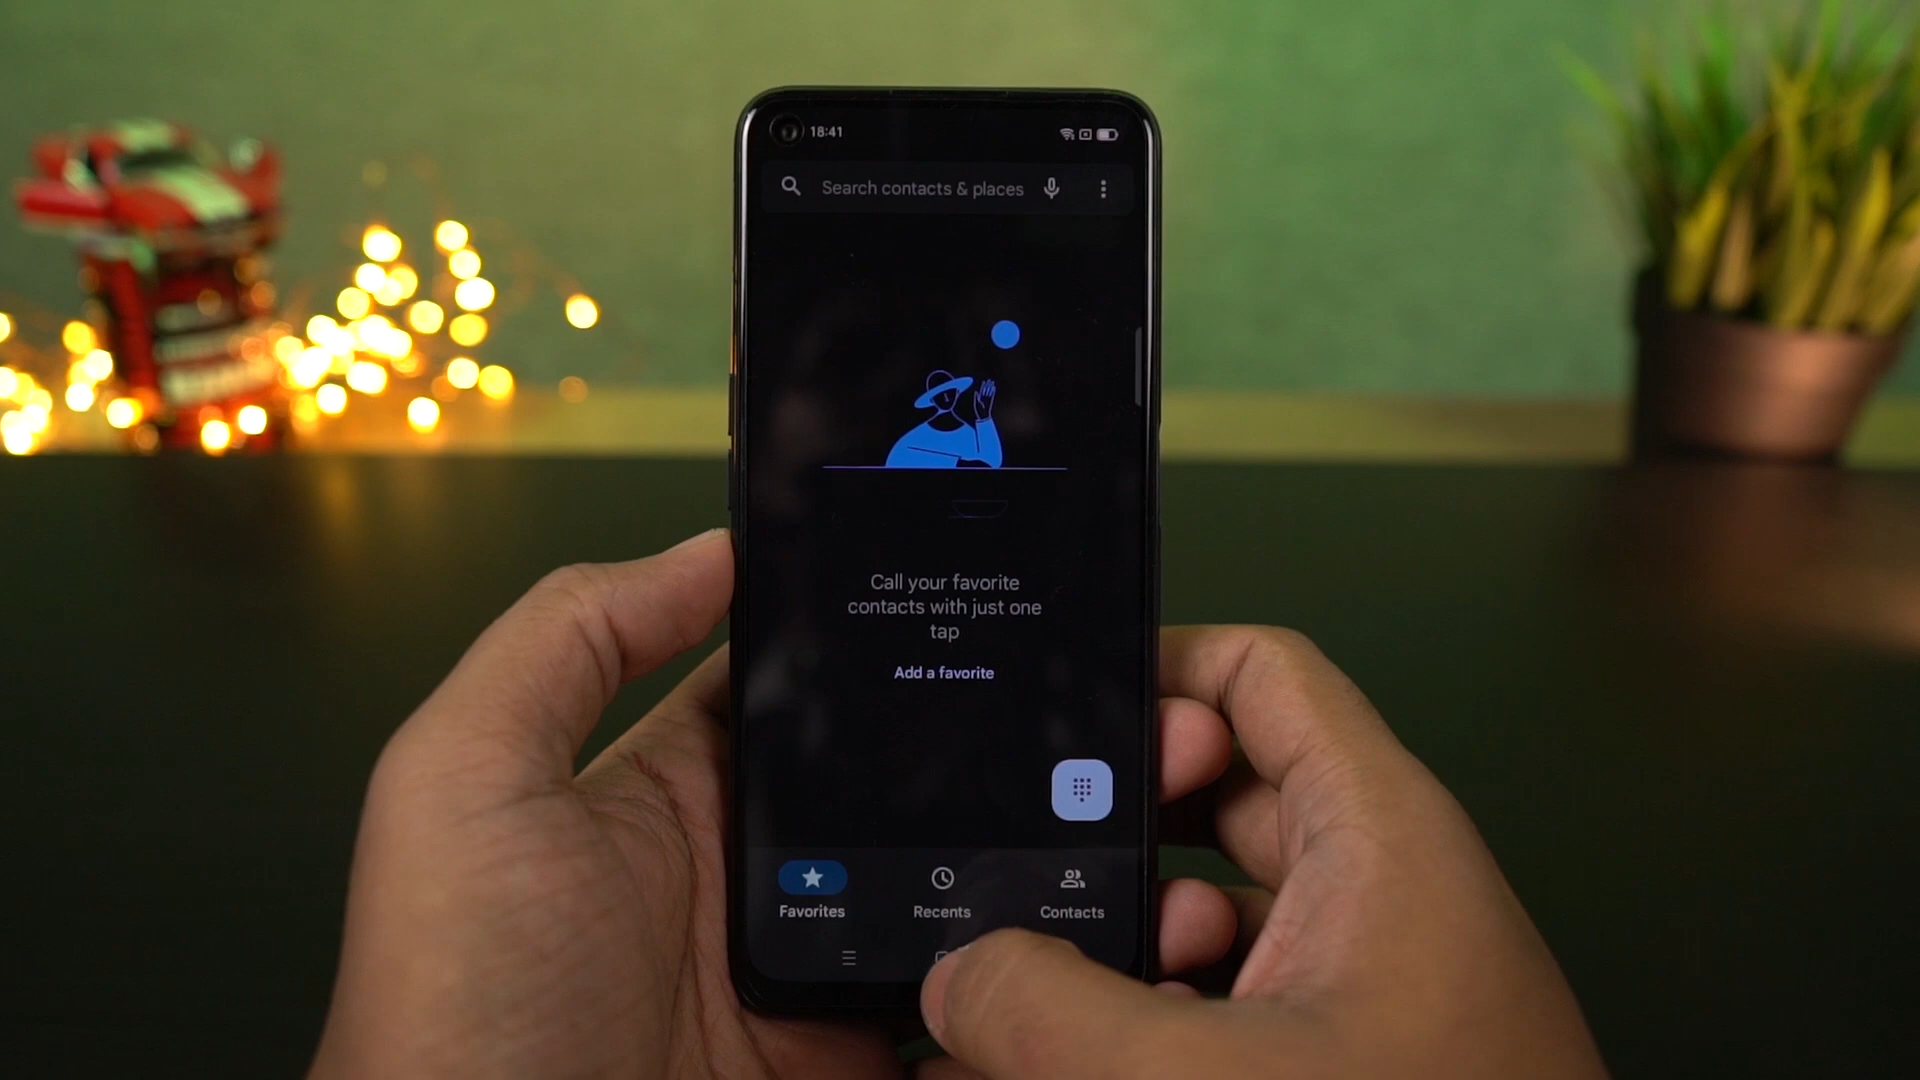 18:41
Search contacts & places
Call your favorite
contacts with just one
tap
Add a favorite
Favorites
Recents
Contacts